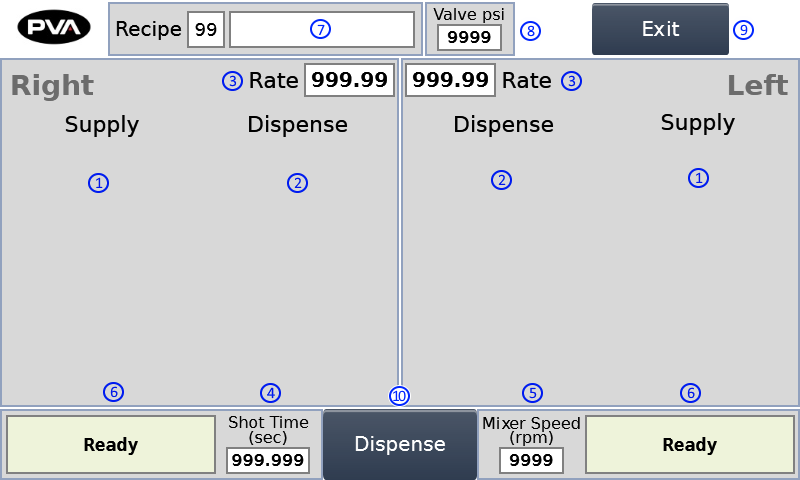 PVA
Recipe 99 ⑦
Valve psi
9999
⑧
Exit
⑨
Right
③ Rate 999.99
Supply
Dispense
①
②
⑥
④
999.99 Rate ③
Left
Dispense
Supply
②
①
⑤
⑥
⑩
Ready
Shot Time
(sec)
999.999
Dispense
Mixer Speed
(rpm)
9999
Ready